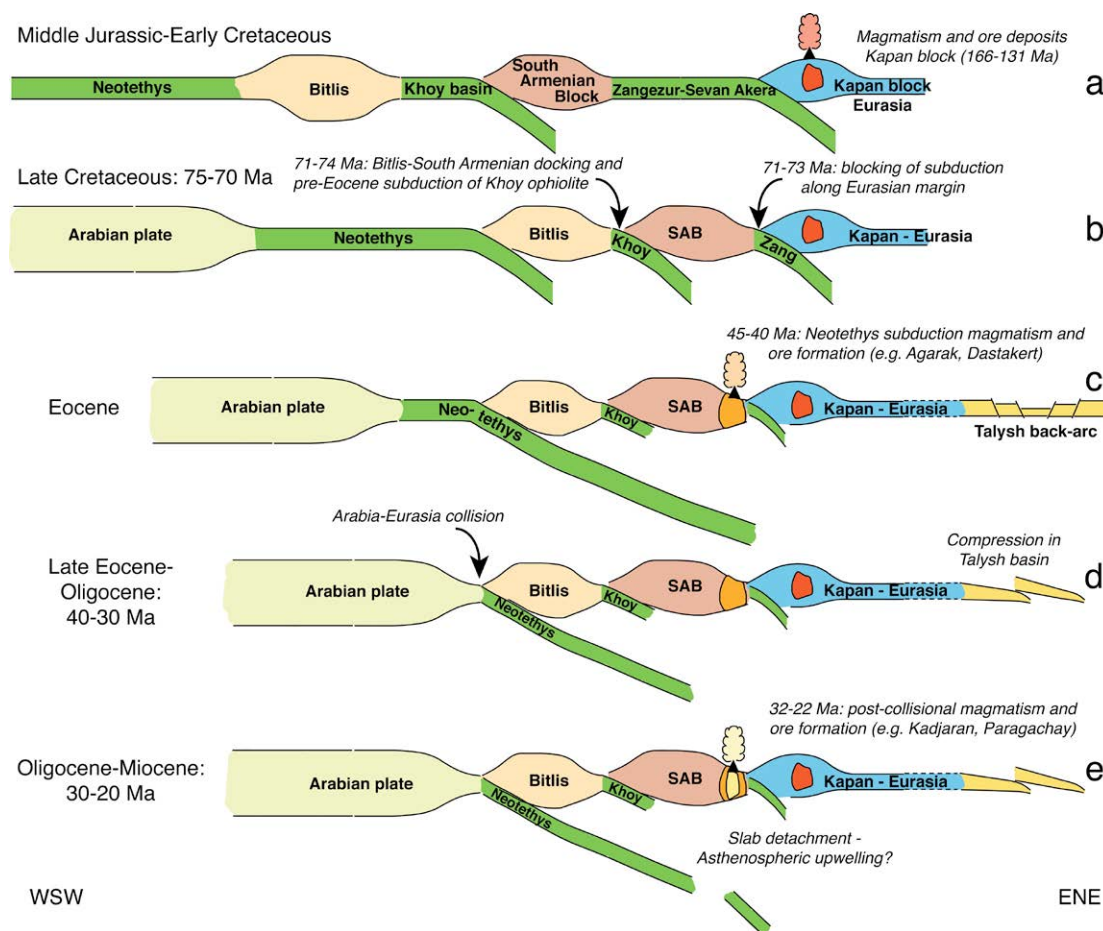 Middle Jurassic-Early Cretaceous
Magmatism and ore deposits
Kapan block (166-131 Ma)
Neotethys
Bitlis
Khoy basin
South
Armenian
Block
Zangezur-Sevan Akera
Kapan block
Eurasia
a
Late Cretaceous: 75-70 Ma
71-74 Ma: Bitlis-South Armenian docking and
pre-Eocene subduction of Khoy ophiolite
71-73 Ma: blocking of subduction
along Eurasian margin
Arabian plate
Neotethys
Bitlis
Khoy
SAB
Zang
Kapan - Eurasia
b
45-40 Ma: Neotethys subduction magmatism and
ore formation (e.g. Agarak, Dastakert)
Eocene
Arabian plate
Neo-
tethys
Bitlis
Khoy
SAB
Kapan - Eurasia
Talysh back-arc
c
Arabia-Eurasia collision
Compression in
Talysh basin
Late Eocene-
Oligocene:
40-30 Ma
Arabian plate
Neotethys
Bitlis
Khoy
SAB
Kapan - Eurasia
d
32-22 Ma: post-collisional magmatism and
ore formation (e.g. Kadjaran, Paragachay)
Oligocene-Miocene:
30-20 Ma
Arabian plate
Neotethys
Bitlis
Khoy
SAB
Kapan - Eurasia
e
Slab detachment -
Asthenospheric upwelling?
WSW
ENE